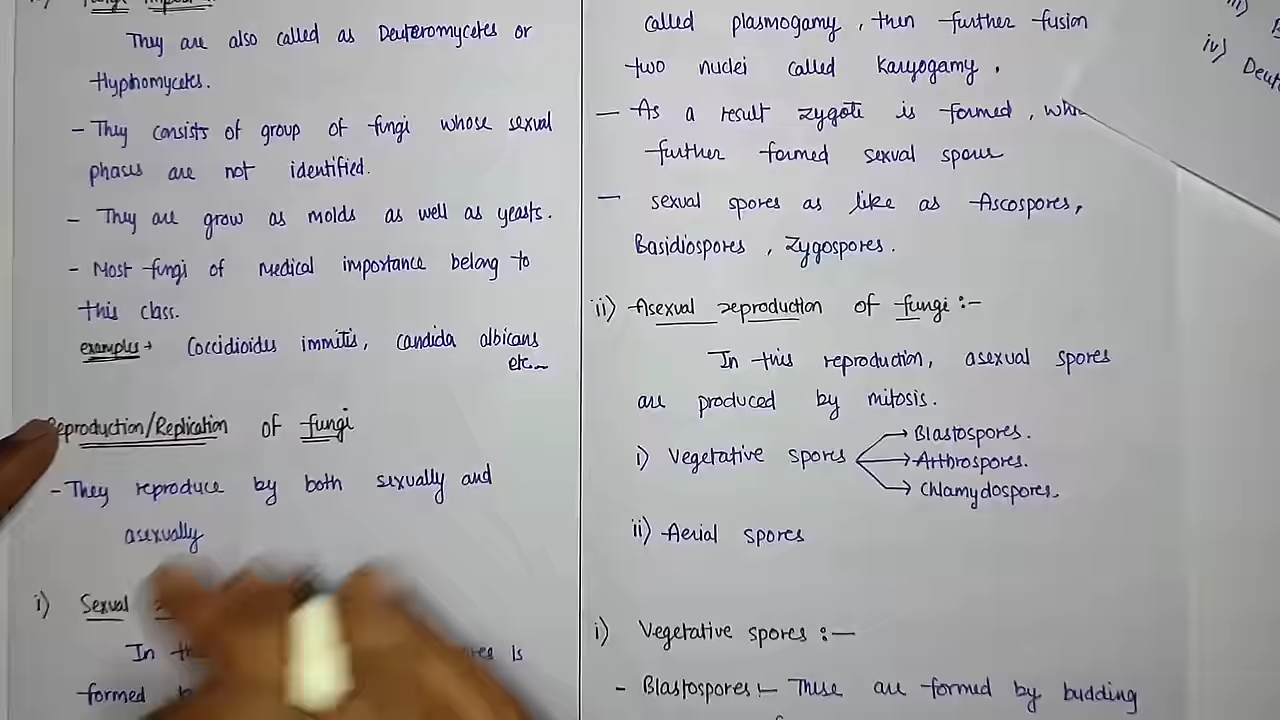 They are also called as Deuteromycetes or
Hyphomycetes.
- They consists of group of fungi whose sexual
phases are not identified.
- They are grow as molds as well as yeasts.
- Most fungi of Medical importance belong to
this class.
examples → Coccidioides immitis, candida albicans
etc
Reproduction/Replication of fungi
- They reproduce by both sexually and
asexually
i) Sexual
In
is
formed
called plasmogamy, then further fusion
two nuclei called Karyogamy.
- As a result zygote is formed,
further formed sexual spores
- sexual spores as like as Ascospores,
Basidiospores, Zygospores.
ii) Asexual reproduction of fungi :-
In this reproduction, asexual spores
are produced by mitosis.
i) Vegetative spores → Blastospores.
→ Arthrospores.
→ Chlamydospores.
ii) Aerial spores
i) Vegetative spores :-
- Blastospores :- These are formed by budding
iii)
iv)